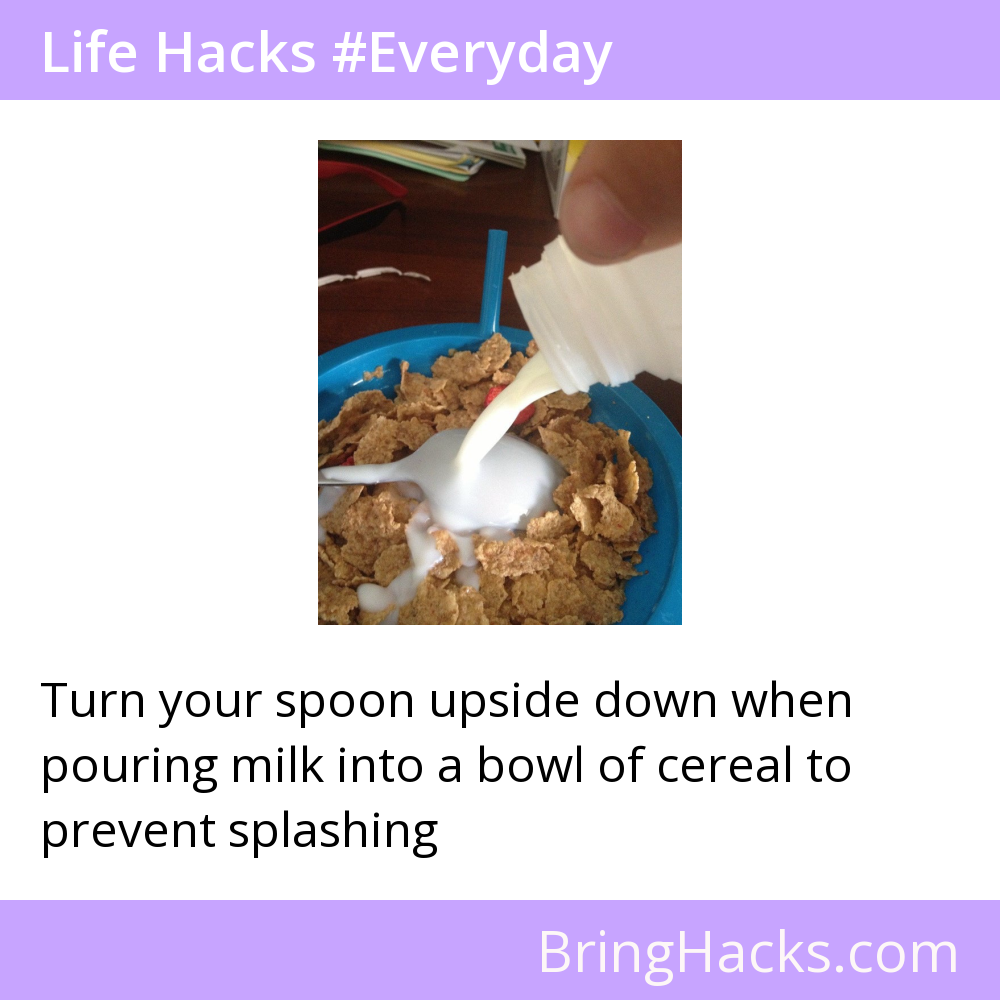 Life Hacks #Everyday
Turn your spoon upside down when
pouring milk into a bowl of cereal to
prevent splashing
BringHacks.com